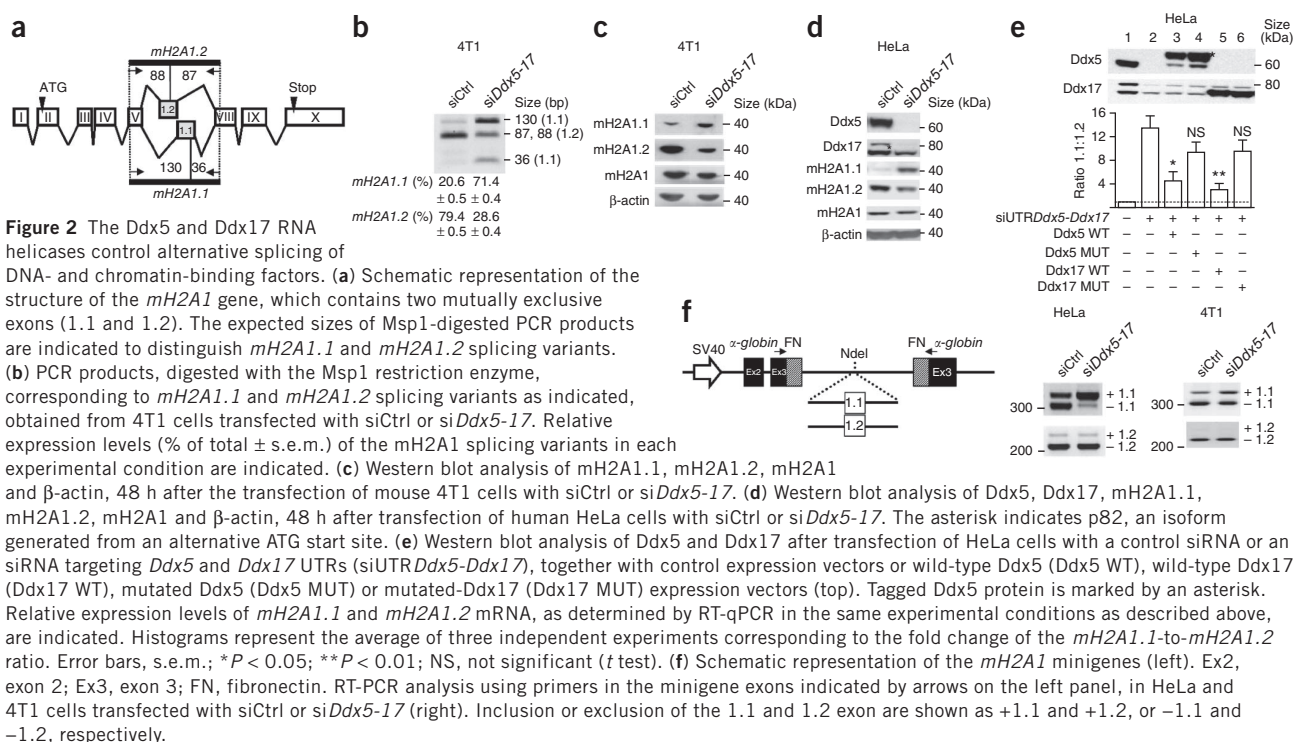 a
mH2A1.2
88 87
ATG
Stop
1.2
I II III IV V VIII IX X
1.1
130 36
mH2A1.1
b
4T1
siCtrl
siDdx5-17
Size (bp)
130 (1.1)
87, 88 (1.2)
36 (1.1)
mH2A1.1 (%) 20.6 71.4
± 0.5 ± 0.4
mH2A1.2 (%) 79.4 28.6
± 0.5 ± 0.4
c
4T1
siCtrl
siDdx5-17
Size (kDa)
mH2A1.1 40
mH2A1.2 40
mH2A1 40
β-actin 40
d
HeLa
siCtrl
siDdx5-17
Size (kDa)
Ddx5 60
Ddx17 80
*
mH2A1.1 40
mH2A1.2 40
mH2A1 40
β-actin 40
e
HeLa
1 2 3 4 5 6
Size
(kDa)
Ddx5 * 60
80
Ddx17
Ratio 1.1:1.2
16
12
8
4
* NS ** NS
siUTRDdx5-Ddx17 – + + + + +
Ddx5 WT – – + – – –
Ddx5 MUT – – – + – –
Ddx17 WT – – – – + –
Ddx17 MUT – – – – – +
Figure 2 The Ddx5 and Ddx17 RNA
helicases control alternative splicing of
DNA- and chromatin-binding factors. (a) Schematic representation of the
structure of the mH2A1 gene, which contains two mutually exclusive
exons (1.1 and 1.2). The expected sizes of Msp1-digested PCR products
are indicated to distinguish mH2A1.1 and mH2A1.2 splicing variants.
(b) PCR products, digested with the Msp1 restriction enzyme,
corresponding to mH2A1.1 and mH2A1.2 splicing variants as indicated,
obtained from 4T1 cells transfected with siCtrl or siDdx5-17. Relative
expression levels (% of total ± s.e.m.) of the mH2A1 splicing variants in each
experimental condition are indicated. (c) Western blot analysis of mH2A1.1, mH2A1.2, mH2A1
and β-actin, 48 h after the transfection of mouse 4T1 cells with siCtrl or siDdx5-17. (d) Western blot analysis of Ddx5, Ddx17, mH2A1.1,
mH2A1.2, mH2A1 and β-actin, 48 h after transfection of human HeLa cells with siCtrl or siDdx5-17. The asterisk indicates p82, an isoform
generated from an alternative ATG start site. (e) Western blot analysis of Ddx5 and Ddx17 after transfection of HeLa cells with a control siRNA or an
siRNA targeting Ddx5 and Ddx17 UTRs (siUTRDdx5-Ddx17), together with control expression vectors or wild-type Ddx5 (Ddx5 WT), wild-type Ddx17
(Ddx17 WT), mutated Ddx5 (Ddx5 MUT) or mutated-Ddx17 (Ddx17 MUT) expression vectors (top). Tagged Ddx5 protein is marked by an asterisk.
Relative expression levels of mH2A1.1 and mH2A1.2 mRNA, as determined by RT-qPCR in the same experimental conditions as described above,
are indicated. Histograms represent the average of three independent experiments corresponding to the fold change of the mH2A1.1-to-mH2A1.2
ratio. Error bars, s.e.m.; *P < 0.05; **P < 0.01; NS, not significant (t test). (f) Schematic representation of the mH2A1 minigenes (left). Ex2,
exon 2; Ex3, exon 3; FN, fibronectin. RT-PCR analysis using primers in the minigene exons indicated by arrows on the left panel, in HeLa and
4T1 cells transfected with siCtrl or siDdx5-17 (right). Inclusion or exclusion of the 1.1 and 1.2 exon are shown as +1.1 and +1.2, or –1.1 and
–1.2, respectively.
f
SV40 α-globin FN NdeI FN α-globin
Ex2 Ex3 Ex3
1.1
1.2
HeLa
siCtrl
siDdx5-17
+ 1.1
300 – 1.1
+ 1.2
200 – 1.2
4T1
siCtrl
siDdx5-17
+ 1.1
300 – 1.1
+ 1.2
200 – 1.2